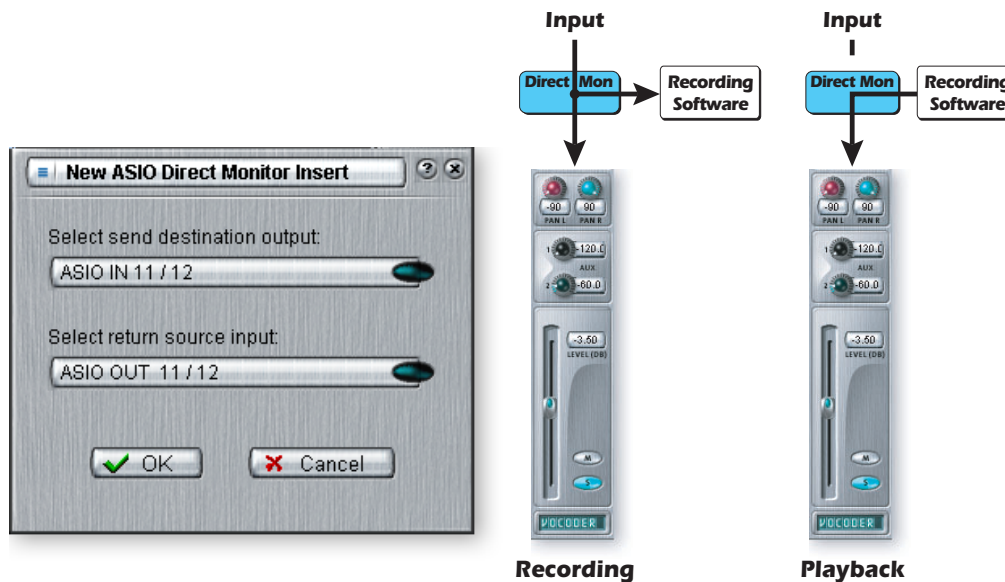 New ASIO Direct Monitor Insert
?
x
Select send destination output:
ASIO IN 11 / 12
Select return source input:
ASIO OUT 11 / 12
OK
Cancel
Input
Direct Mon
Recording
Software
-90 90
PAN L PAN R
1 -120.0
AUX
2 -60.0
-3.50
LEVEL (DB)
M
S
VOCODER
Recording
Input
Direct Mon
Recording
Software
-90 90
PAN L PAN R
1 -120.0
AUX
2 -60.0
-3.50
LEVEL (DB)
M
S
VOCODER
Playback